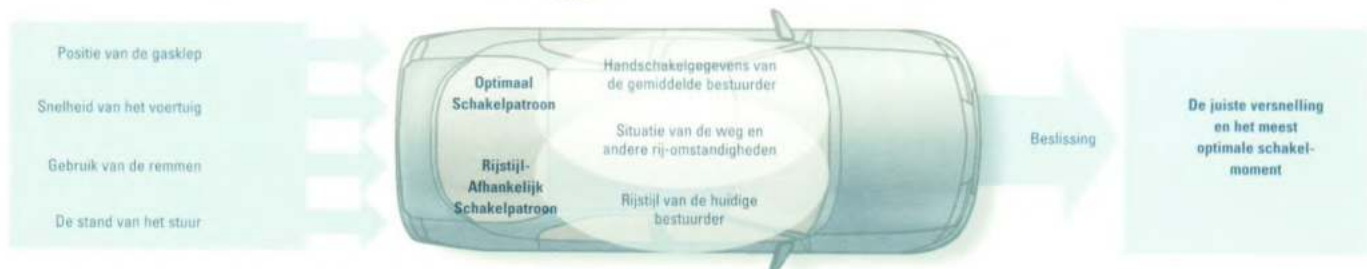 Positie van de gasklep
Snelheid van het voertuig
Gebruik van de remmen
De stand van het stuur
Optimaal
Schakelpatroon
Rijstijl-
Afhankelijk
Schakelpatroon
Handschakelgegevens van
de gemiddelde bestuurder
Situatie van de weg en
andere rij-omstandigheden
Rijstijl van de huidige
bestuurder
Beslissing
De juiste versnelling
en het meest
optimale schakel-
moment